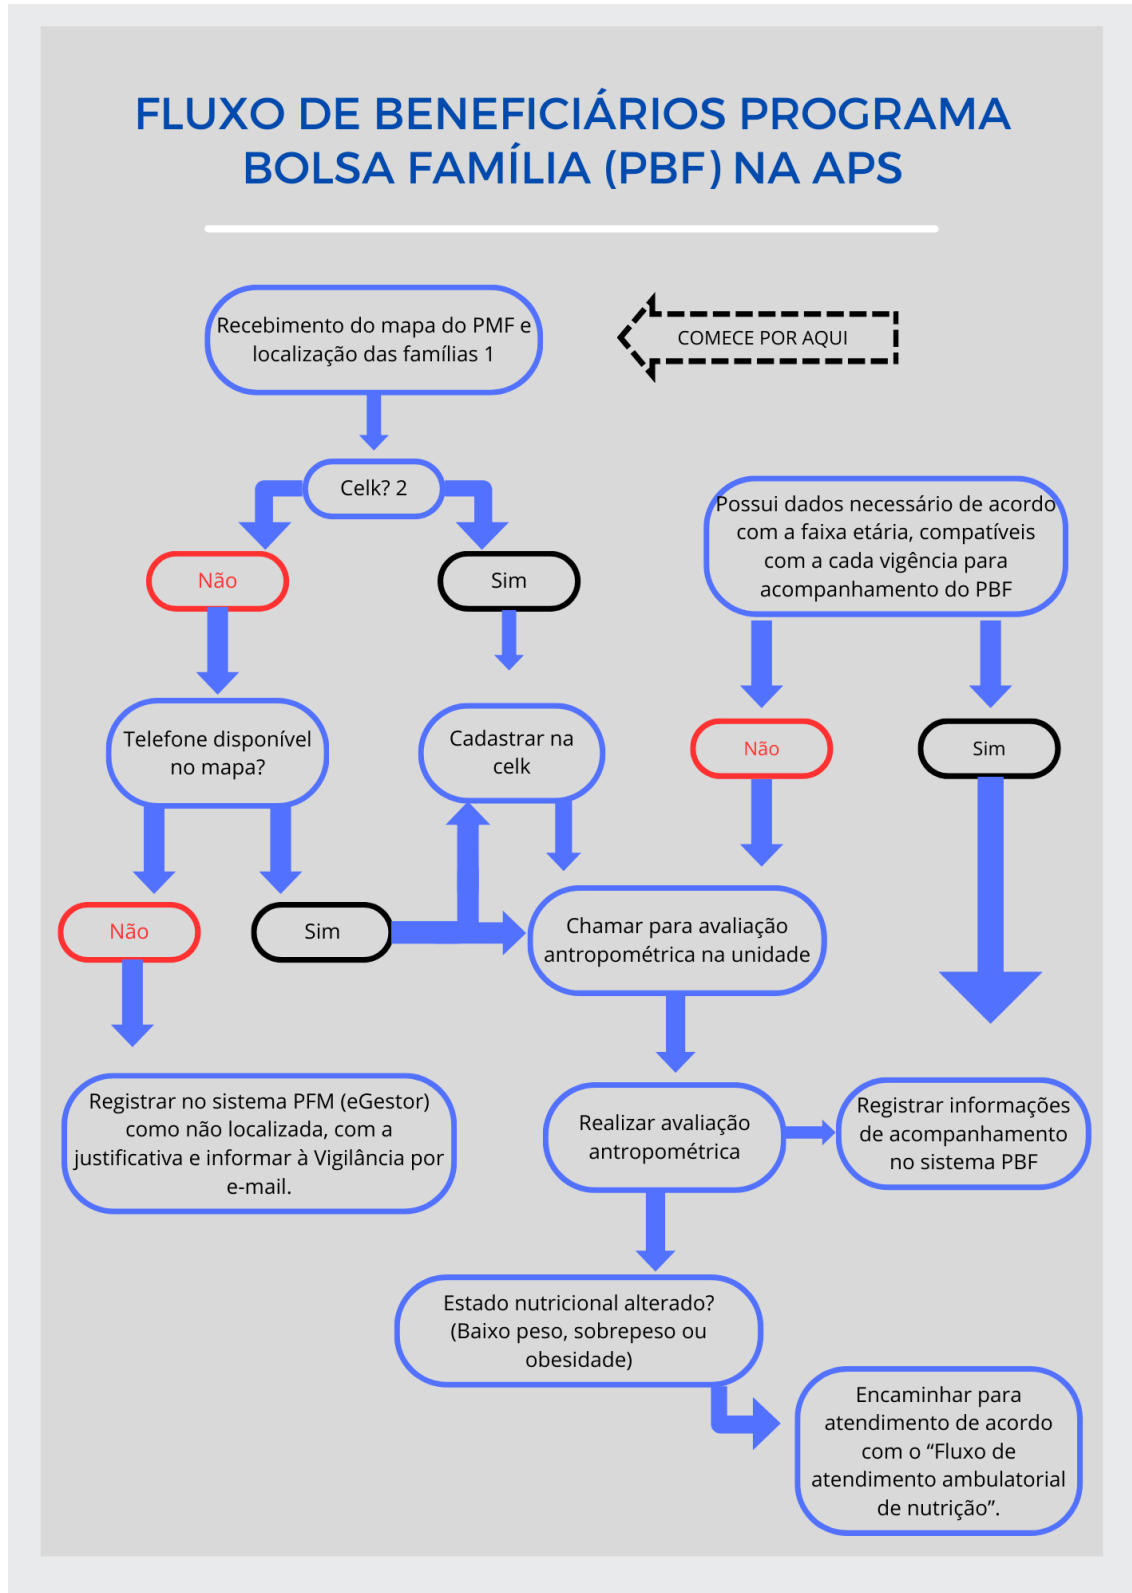 FLUXO DE BENEFICIÁRIOS PROGRAMA
BOLSA FAMÍLIA (PBF) NA APS
Recebimento do mapa do PMF e
localização das famílias 1
COMECE POR AQUI
Celk? 2
Não
Sim
Possui dados necessário de acordo
com a faixa etária, compatíveis
com a cada vigência para
acompanhamento do PBF
Telefone disponível
no mapa?
Cadastrar na
celk
Não
Sim
Não
Sim
Chamar para avaliação
antropométrica na unidade
Registrar no sistema PFM (eGestor)
como não localizada, com a
justificativa e informar à Vigilância por
e-mail.
Realizar avaliação
antropométrica
Registrar informações
de acompanhamento
no sistema PBF
Estado nutricional alterado?
(Baixo peso, sobrepeso ou
obesidade)
Encaminhar para
atendimento de acordo
com o “Fluxo de
atendimento ambulatorial
de nutrição”.